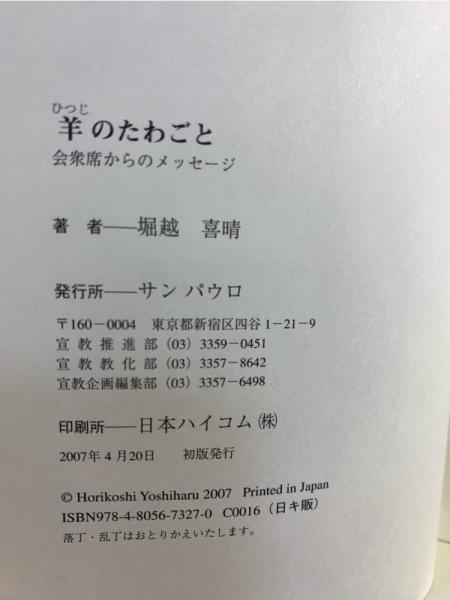 ひつじ
羊のたわごと
会衆席からのメッセージ
著　者——堀越　喜晴
発行所——サン パウロ
〒160−0004　東京都新宿区四谷1−21−9
宣教推進部(03) 3359−0451
宣教教化部(03) 3357−8642
宣教企画編集部(03) 3357−6498
印刷所——日本ハイコム㈱
2007年4月20日　初版発行
© Horikoshi Yoshiharu 2007　Printed in Japan
ISBN978-4-8056-7327-0　C0016（日キ販）
落丁・乱丁はおとりかえいたします。